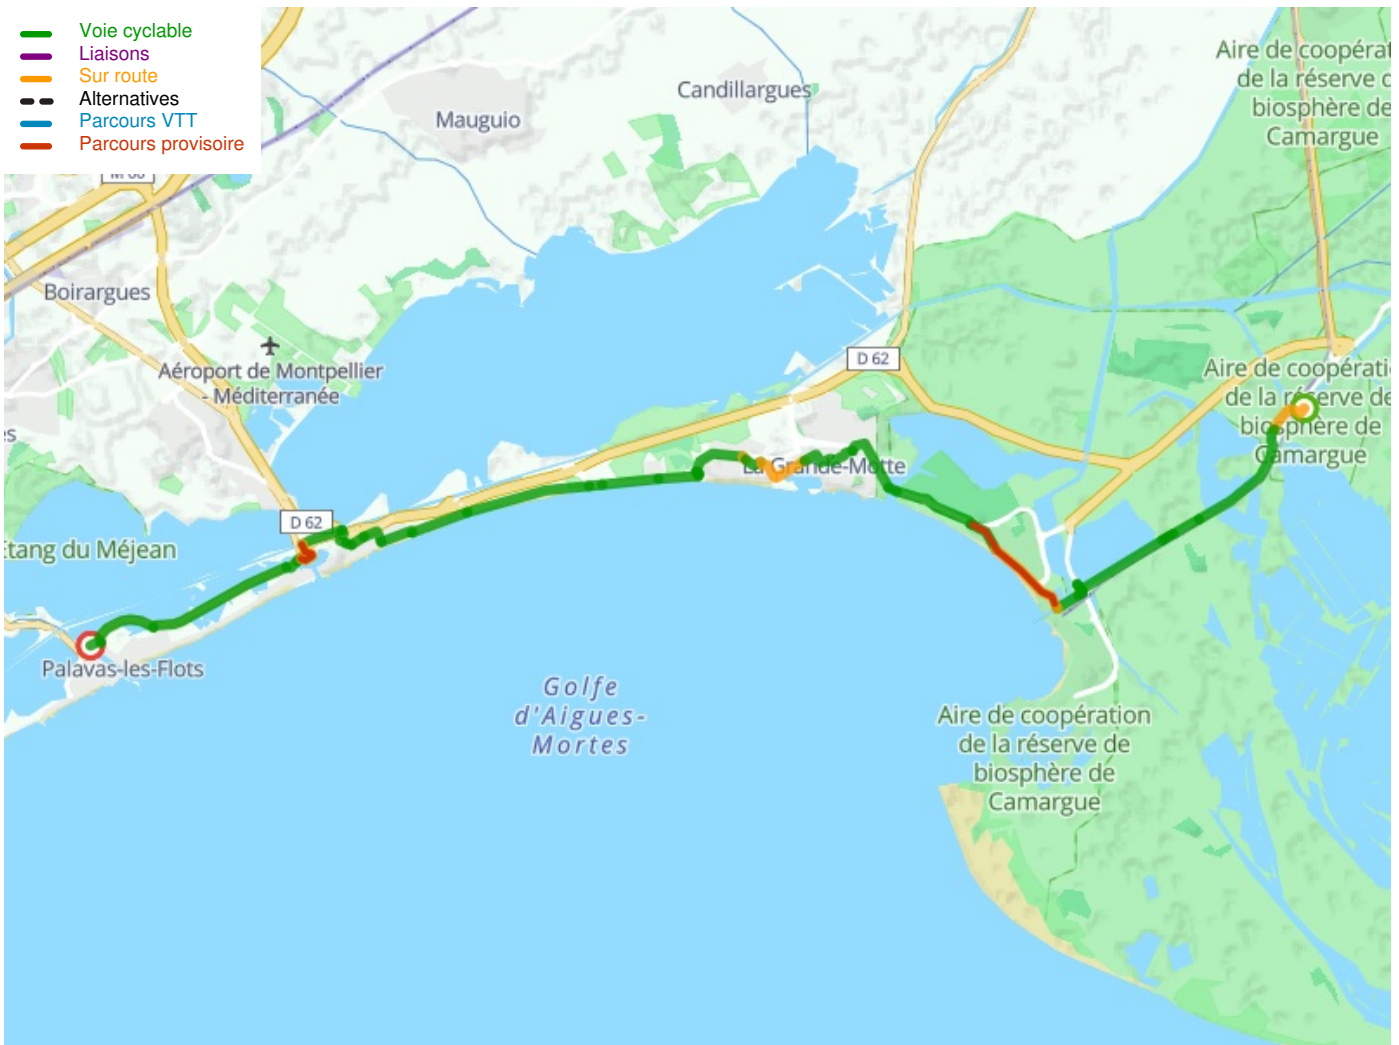 Voie cyclable
Liaisons
Sur route
Alternatives
Parcours VTT
Parcours provisoire
Aire de coopérat
de la réserve d
biosphère de
Camargue
Candillargues
Mauguio
Boirargues
Aéroport de Montpellier
- Méditerranée
D 62
Aire de coopérati
de la réserve de
biosphère de
Camargue
es
La Grande-Motte
D 62
Étang du Méjean
Palavas-les-Flots
Golfe
d'Aigues-
Mortes
Aire de coopération
de la réserve de
biosphère de
Camargue